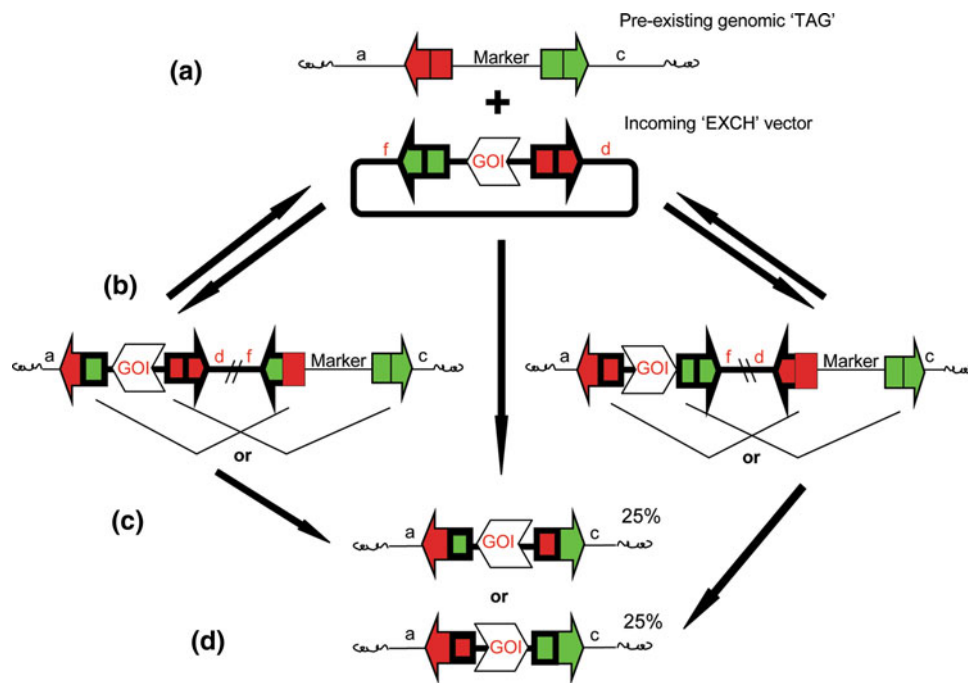 Pre-existing genomic 'TAG'
a Marker c
(a)
+
Incoming 'EXCH' vector
f GOI d
(b)
a GOI d f Marker c
or
a GOI f d Marker c
or
(c)
a GOI c 25%
or
(d)
a GOI c 25%